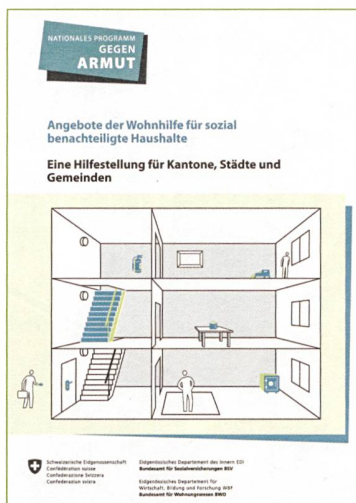 NATIONALES PROGRAMM
GEGEN
ARMUT
Angebote der Wohnhilfe für sozial
benachteiligte Haushalte
Eine Hilfestellung für Kantone, Städte und
Gemeinden
Schweizerische Eidgenossenschaft
Confédération suisse
Confederazione Svizzera
Confederaziun svizra
Eidgenössisches Departement des Innern EDI
Bundesamt für Sozialversicherungen BSV
Eidgenössisches Departement für
Wirtschaft, Bildung und Forschung WBF
Bundesamt für Wohnungswesen BWO